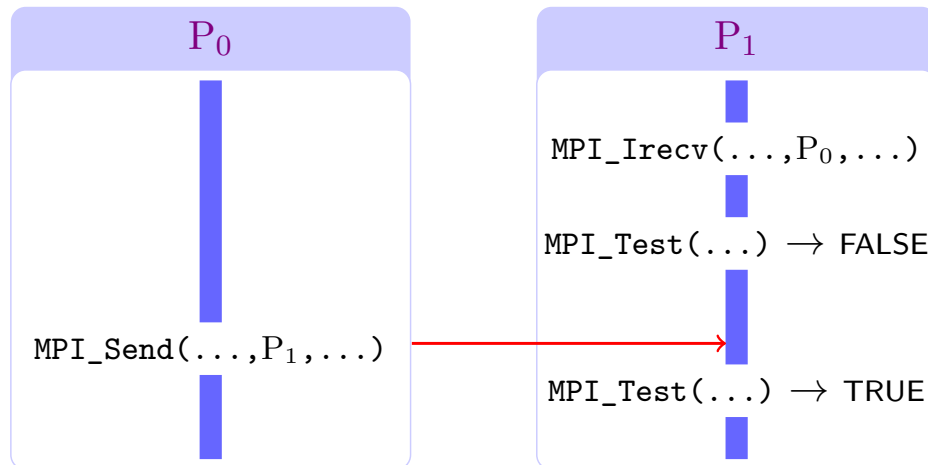 P₀
MPI_Send(...,P₁,...)
P₁
MPI_Irecv(...,P₀,...)
MPI_Test(...) → FALSE
MPI_Test(...) → TRUE